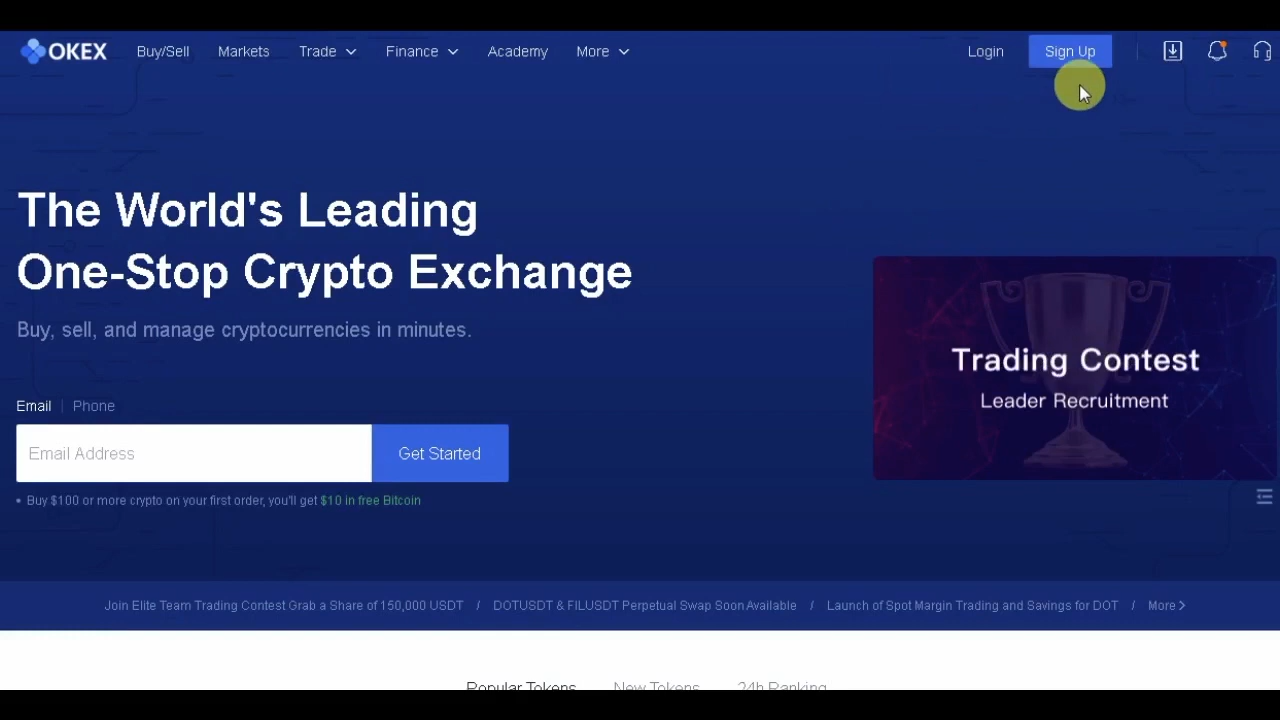 OKEX Buy/Sell Markets Trade Finance Academy More Login Sign Up
The World's Leading
One-Stop Crypto Exchange
Buy, sell, and manage cryptocurrencies in minutes.
Trading Contest
Leader Recruitment
Email | Phone
Email Address Get Started
• Buy $100 or more crypto on your first order, you'll get $10 in free Bitcoin
Join Elite Team Trading Contest Grab a Share of 150,000 USDT / DOTUSDT & FILUSDT Perpetual Swap Soon Available / Launch of Spot Margin Trading and Savings for DOT / More >
Popular Tokens New Tokens 24h Ranking